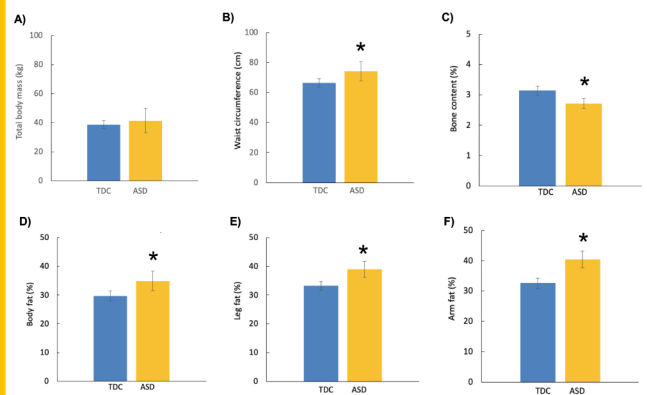 A)
Total body mass (kg)
100
80
60
40
20
0
TDC ASD
B)
Waist circumference (cm)
100
80
60
40
20
0
*
TDC ASD
C)
Bone content (%)
5
4
3
2
1
0
*
TDC ASD
D)
Body fat (%)
50
40
30
20
10
0
*
TDC ASD
E)
Leg fat (%)
50
40
30
20
10
0
*
TDC ASD
F)
Arm fat (%)
50
40
30
20
10
0
*
TDC ASD